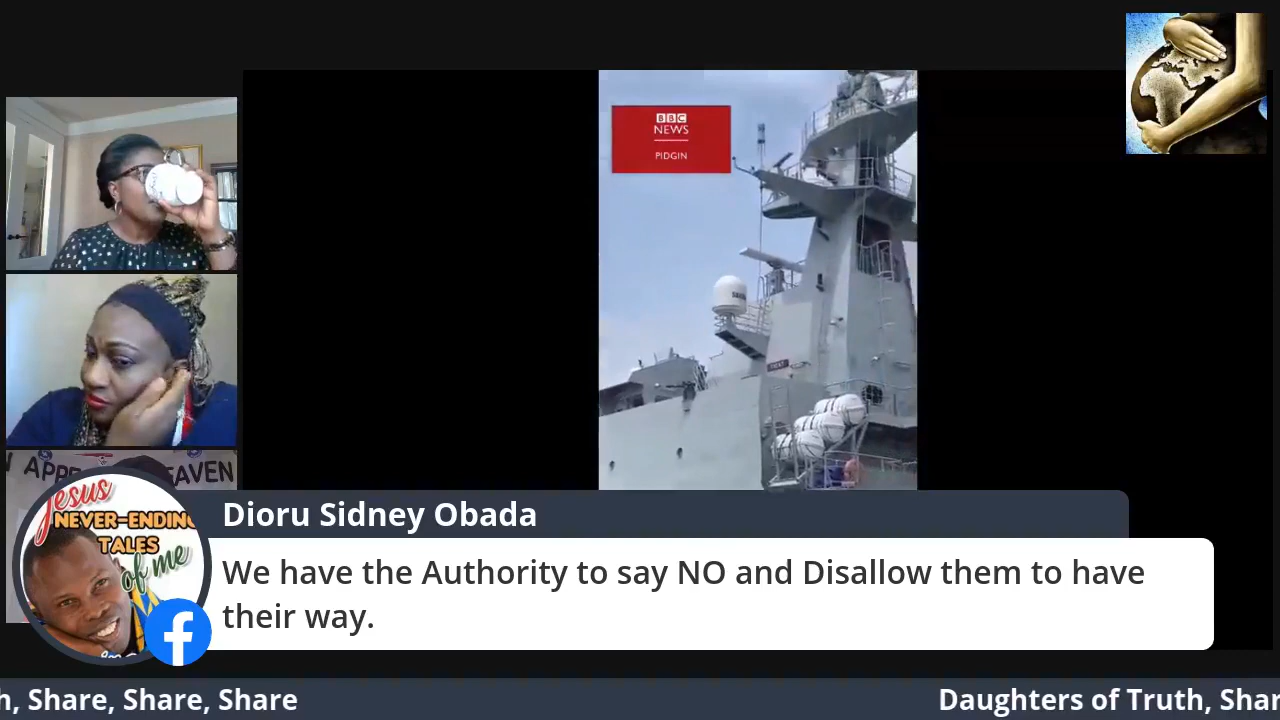 BBC
NEWS
PIDGIN
Jesus
NEVER-ENDING
TALES
of me
Dioru Sidney Obada
We have the Authority to say NO and Disallow them to have
their way.
h, Share, Share, Share
Daughters of Truth, Shar